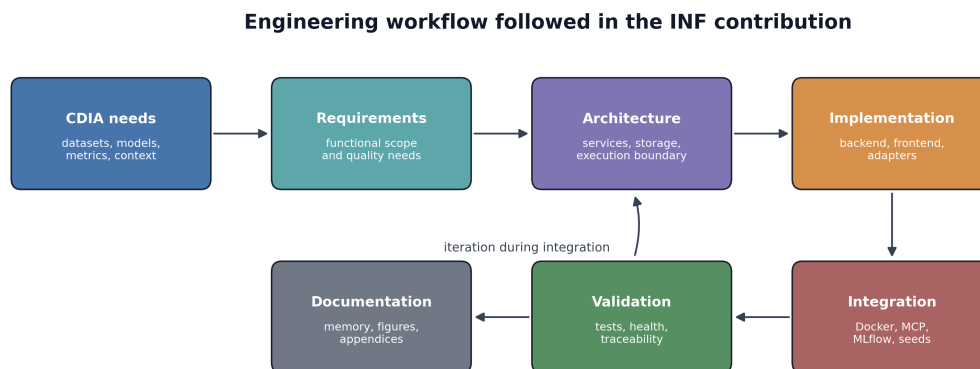 Engineering workflow followed in the INF contribution
CDIA needs
datasets, models,
metrics, context
Requirements
functional scope
and quality needs
Architecture
services, storage,
execution boundary
Implementation
backend, frontend,
adapters
iteration during integration
Documentation
memory, figures,
appendices
Validation
tests, health,
traceability
Integration
Docker, MCP,
MLflow, seeds